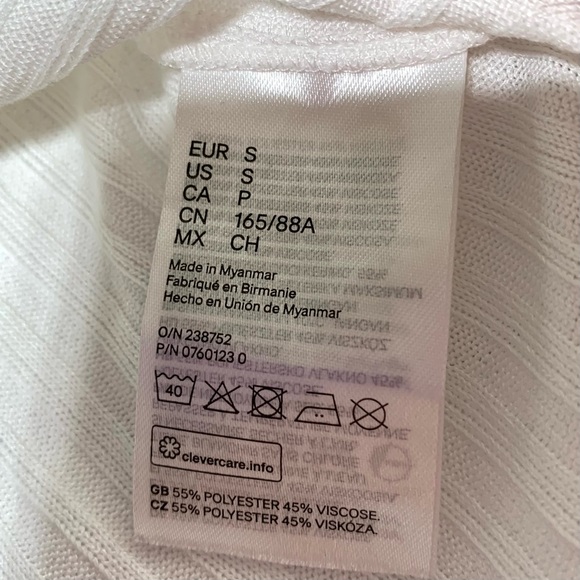 EUR S
US S
CA P
CN 165/88A
MX CH
Made in Myanmar
Fabriqué en Birmanie
Hecho en Unión de Myanmar
O/N 238752
P/N 0760123 0
40
clevercare.info
GB 55% POLYESTER 45% VISCOSE.
CZ 55% POLYESTER 45% VISKÓZA.